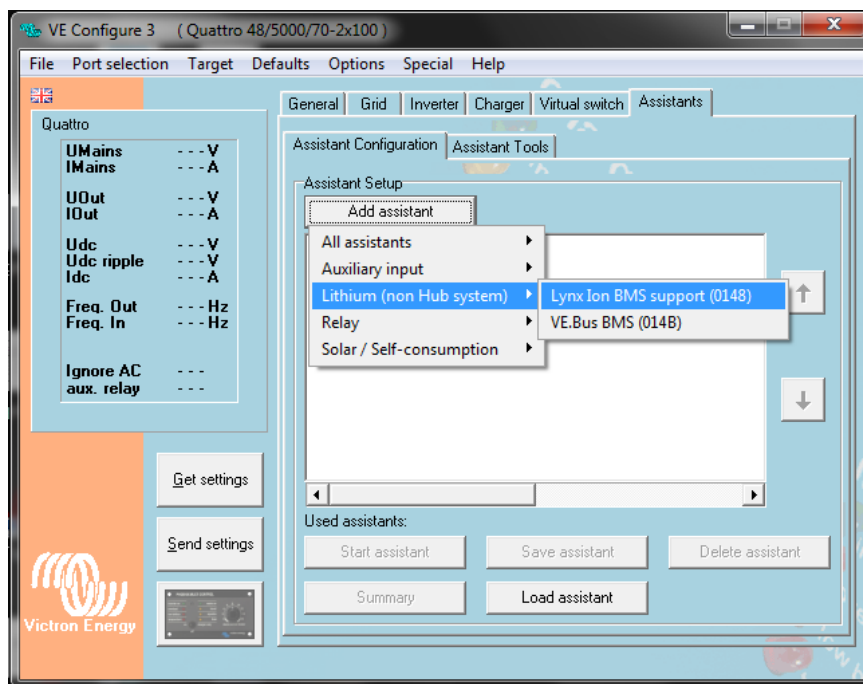 VE Configure 3 ( Quattro 48/5000/70-2x100 )
File Port selection Target Defaults Options Special Help
General Grid Inverter Charger Virtual switch Assistants
Quattro
UMains - - - V
IMains - - - A
UOut - - - V
IOut - - - A
Udc - - - V
Udc ripple - - - V
Idc - - - A
Freq. Out - - - Hz
Freq. In - - - Hz
Ignore AC - - -
aux. relay - - -
Get settings
Send settings
Victron Energy
Assistant Configuration Assistant Tools
Assistant Setup
Add assistant
All assistants
Auxiliary input
Lithium (non Hub system)
Relay
Solar / Self-consumption
Lynx Ion BMS support (0148)
VE.Bus BMS (014B)
Used assistants:
Start assistant Save assistant Delete assistant
Summary Load assistant